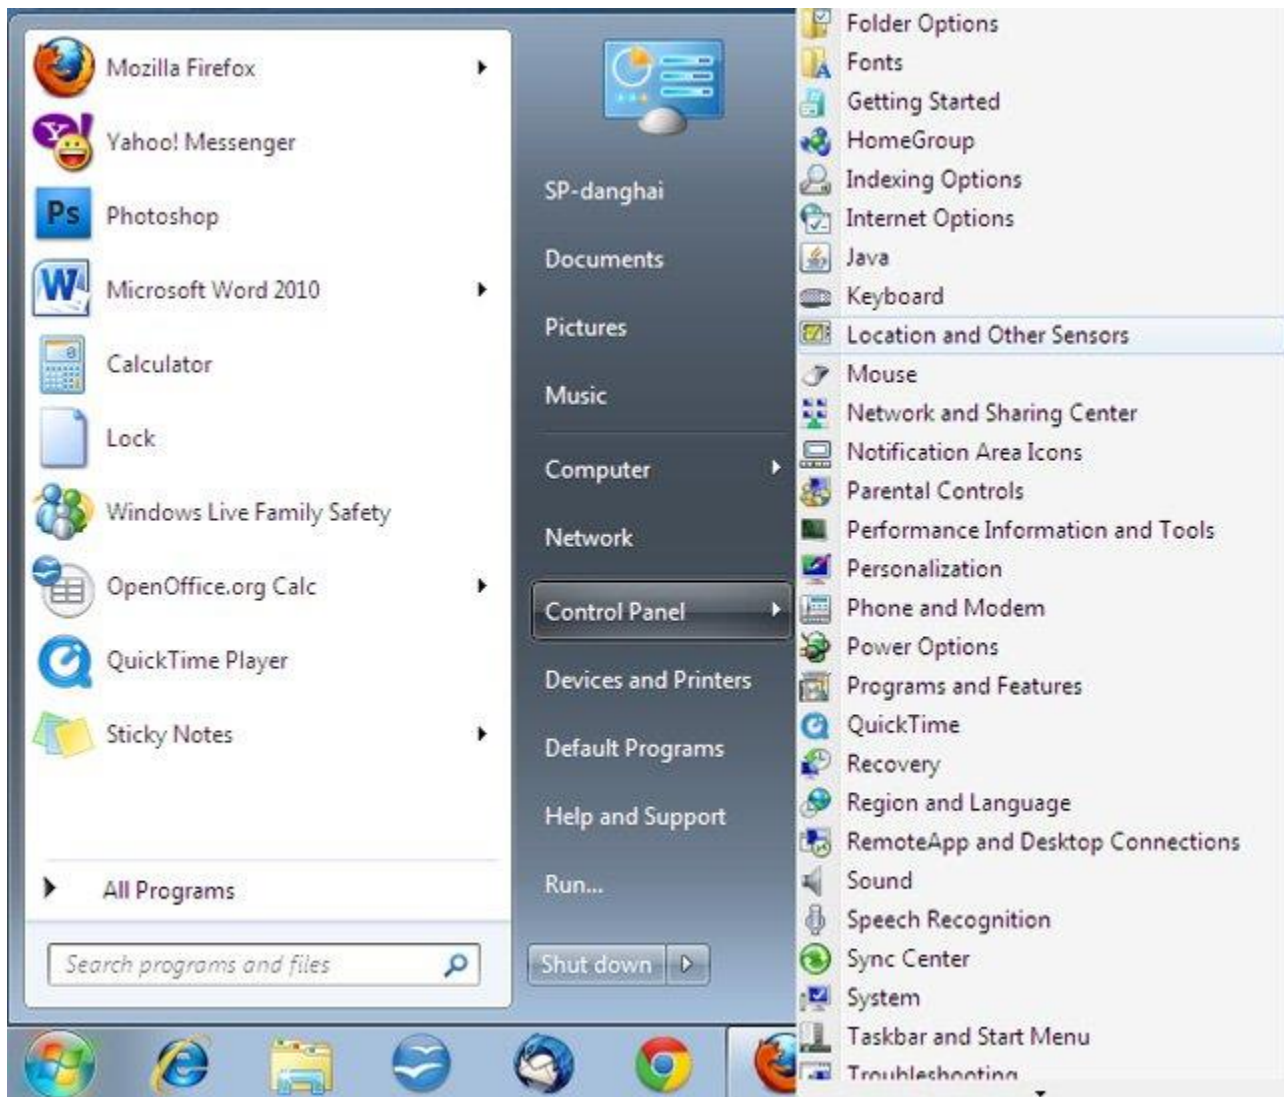 Mozilla Firefox
Yahoo! Messenger
Ps
Photoshop
W
Microsoft Word 2010
Calculator
Lock
Windows Live Family Safety
OpenOffice.org Calc
QuickTime Player
Sticky Notes
All Programs
Search programs and files
SP-danghai
Documents
Pictures
Music
Computer
Network
Control Panel
Devices and Printers
Default Programs
Help and Support
Run...
Shut down
Folder Options
Fonts
Getting Started
HomeGroup
Indexing Options
Internet Options
Java
Keyboard
Location and Other Sensors
Mouse
Network and Sharing Center
Notification Area Icons
Parental Controls
Performance Information and Tools
Personalization
Phone and Modem
Power Options
Programs and Features
QuickTime
Recovery
Region and Language
RemoteApp and Desktop Connections
Sound
Speech Recognition
Sync Center
System
Taskbar and Start Menu
Troubleshooting